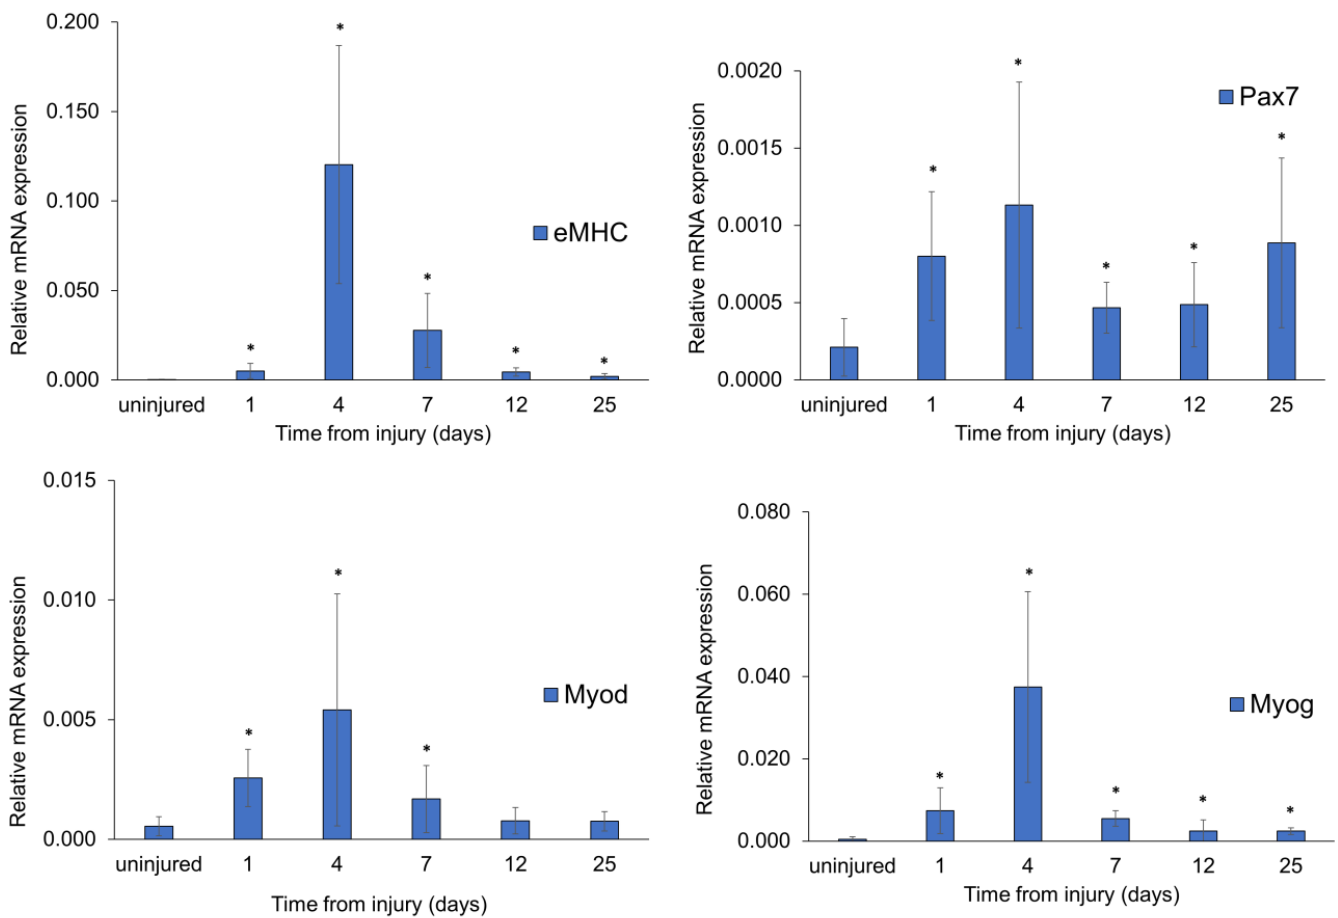 0.200
0.150
0.100
0.050
0.000
Relative mRNA expression
*
*
*
*
*
eMHC
uninjured 1 4 7 12 25
Time from injury (days)
0.0020
0.0015
0.0010
0.0005
0.0000
Relative mRNA expression
*
*
*
*
*
Pax7
uninjured 1 4 7 12 25
Time from injury (days)
0.015
0.010
0.005
0.000
Relative mRNA expression
*
*
*
Myod
uninjured 1 4 7 12 25
Time from injury (days)
0.080
0.060
0.040
0.020
0.000
Relative mRNA expression
*
*
*
*
*
Myog
uninjured 1 4 7 12 25
Time from injury (days)